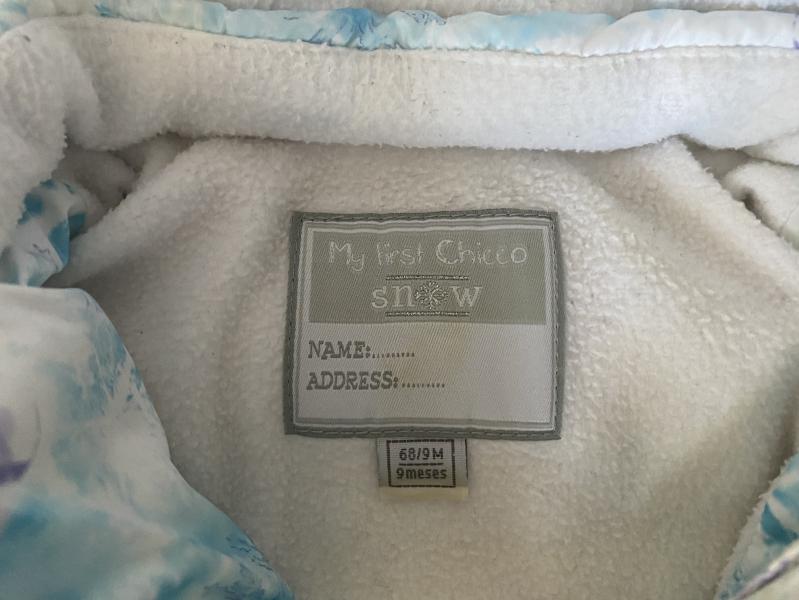 My first Chicco
snow
NAME:.........
ADDRESS:.........
68/9M
9meses